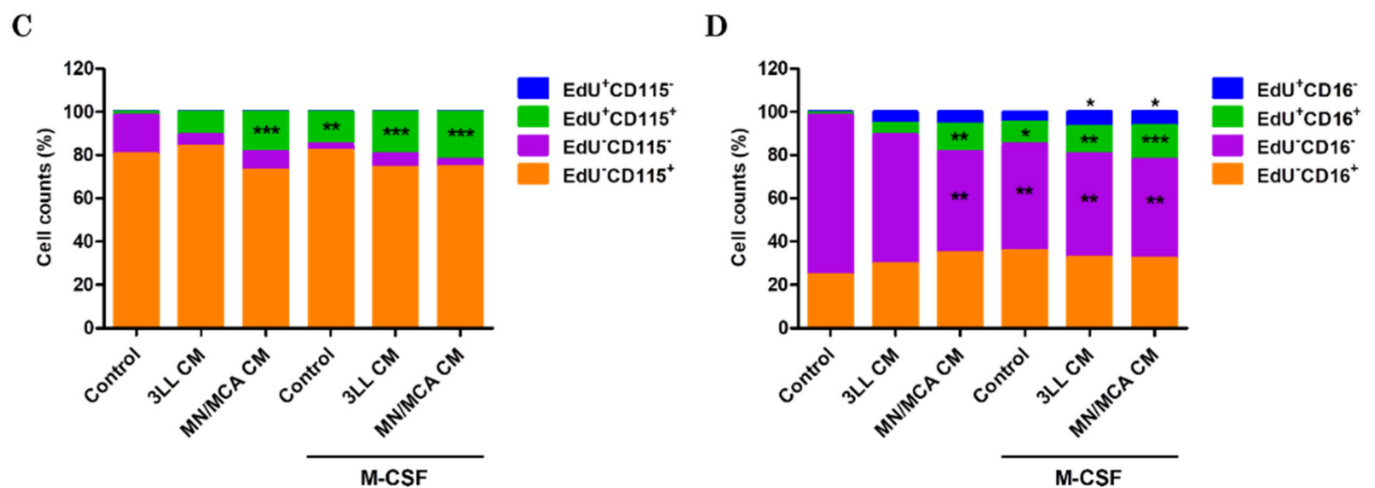 C
120
100
80
60
40
20
0
Cell counts (%)
**
***
***
***
Control
3LL CM
MN/MCA CM
Control
3LL CM
MN/MCA CM
M-CSF
EdU⁺CD115⁻
EdU⁺CD115⁺
EdU⁻CD115⁻
EdU⁻CD115⁺
D
120
100
80
60
40
20
0
Cell counts (%)
*
*
**
*
**
***
**
**
**
**
Control
3LL CM
MN/MCA CM
Control
3LL CM
MN/MCA CM
M-CSF
EdU⁺CD16⁻
EdU⁺CD16⁺
EdU⁻CD16⁻
EdU⁻CD16⁺